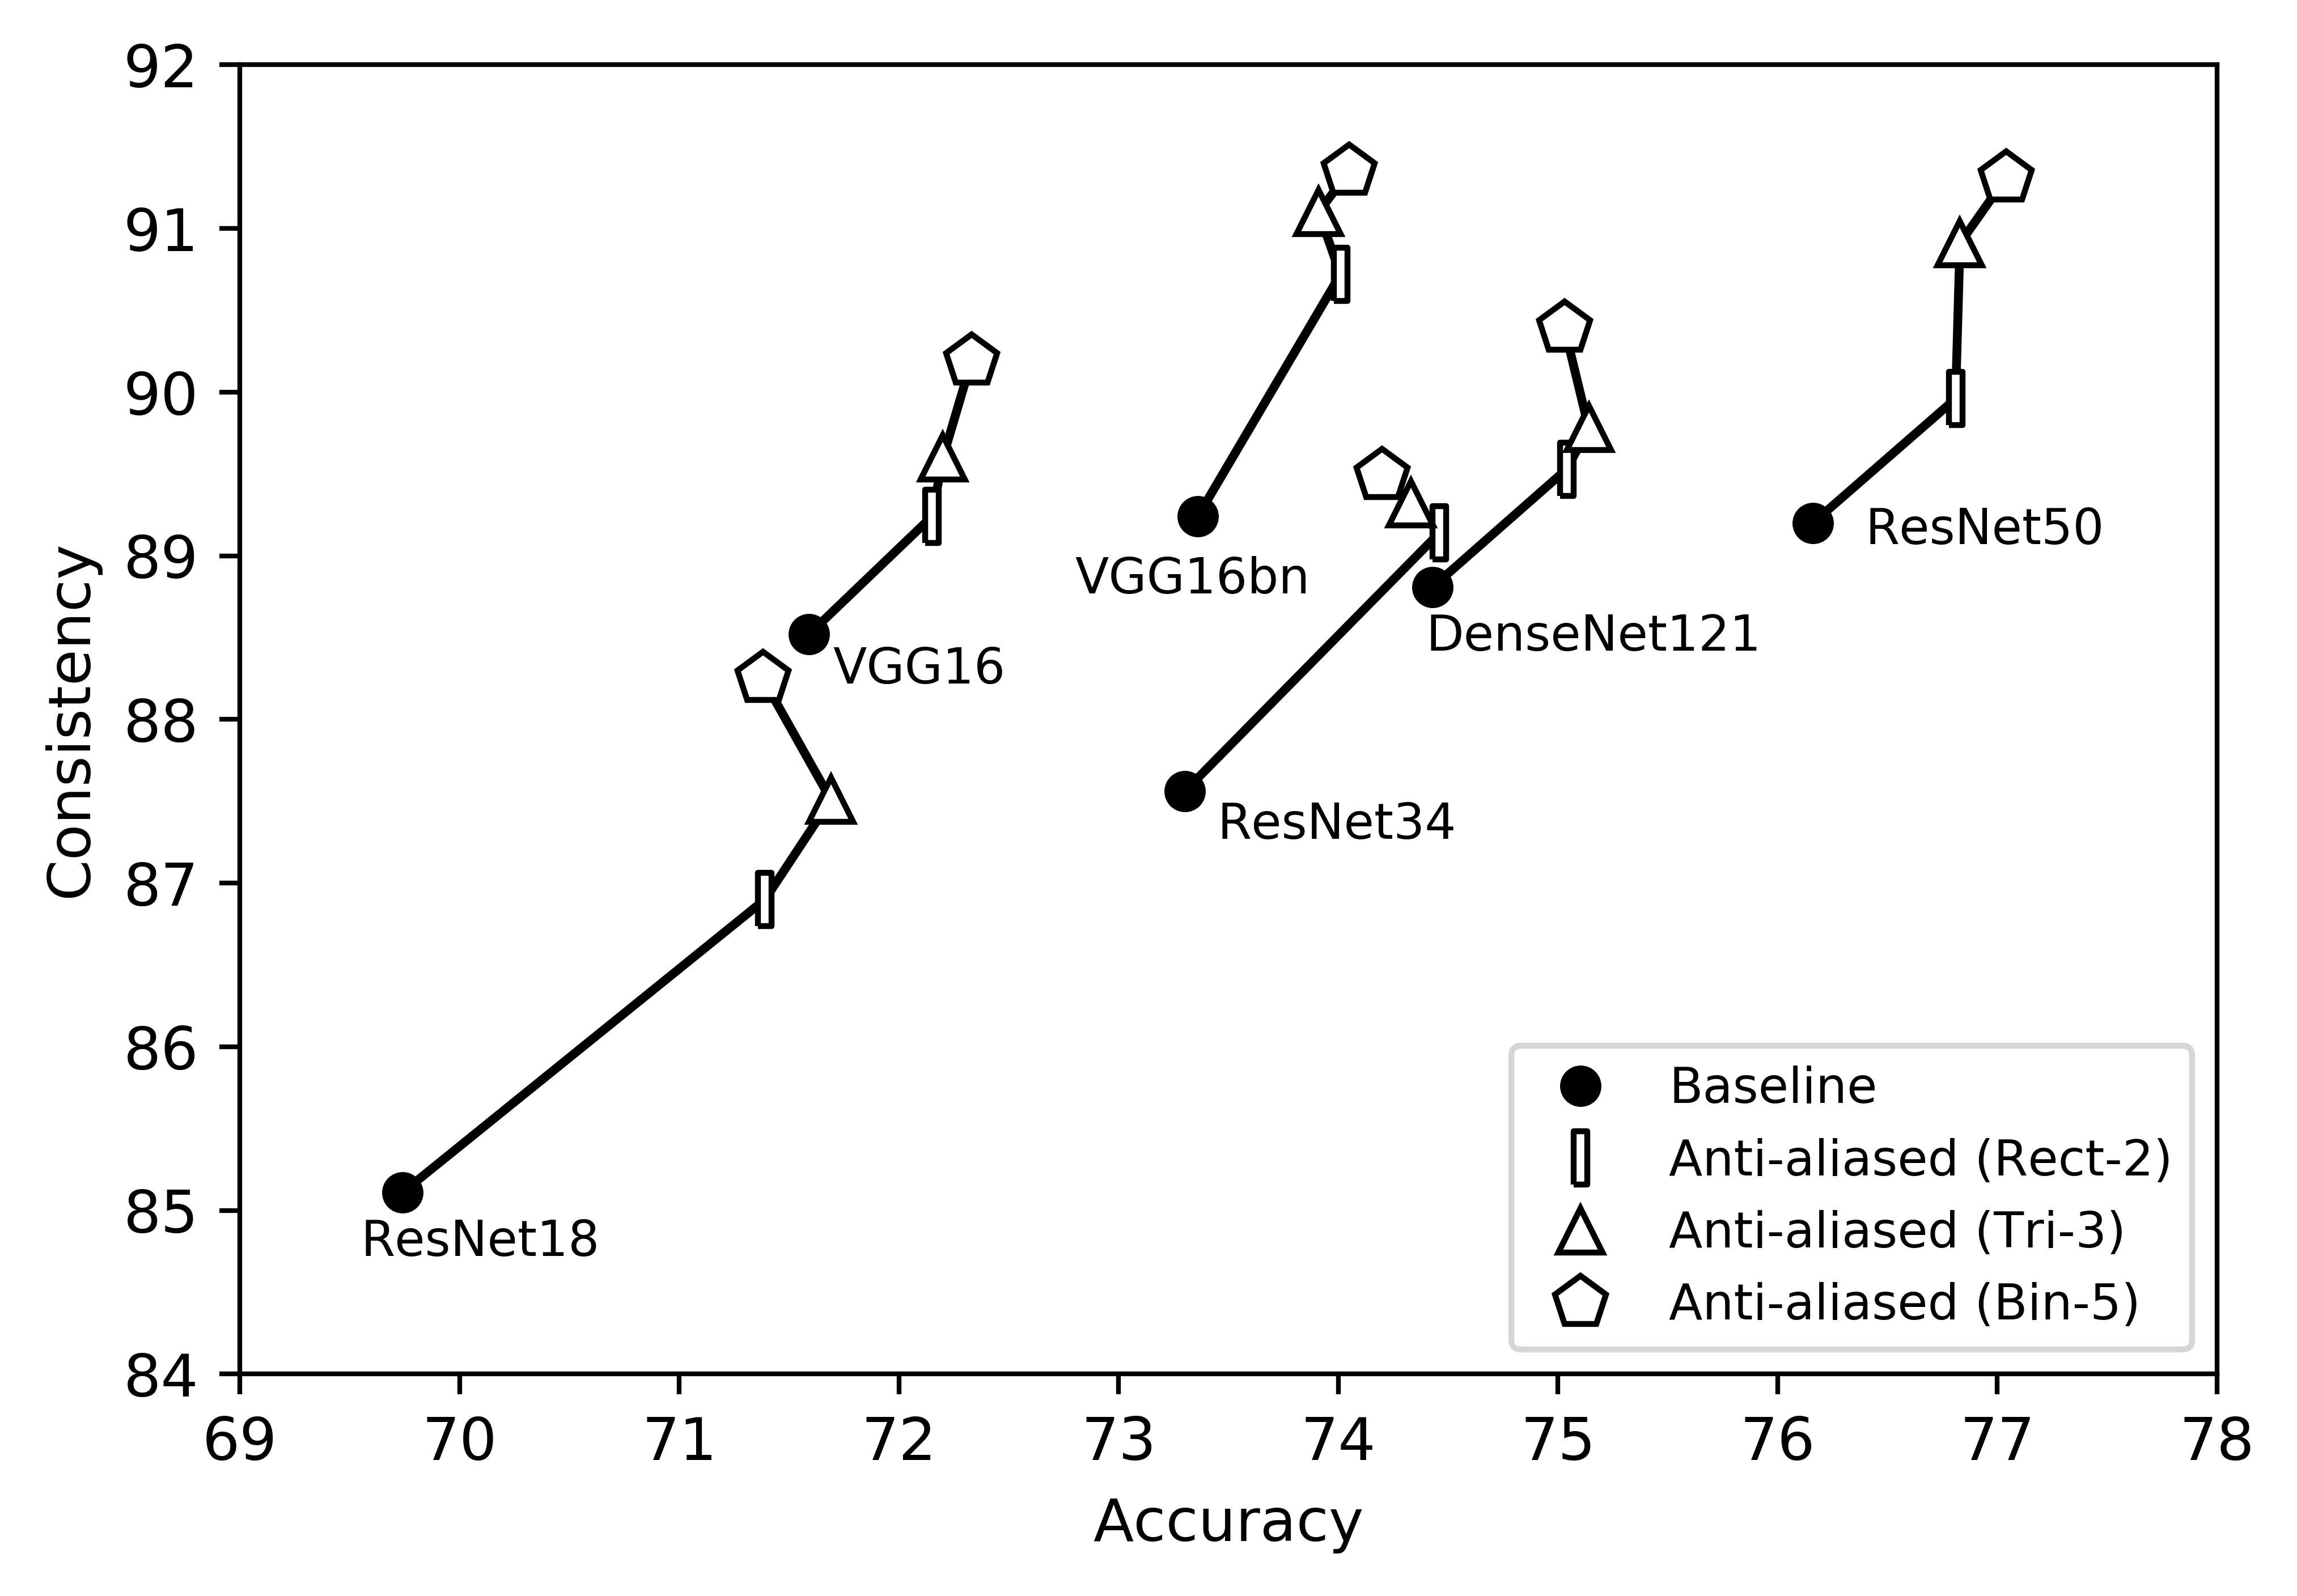 92
91
90
89
88
87
86
85
84
Consistency
VGG16bn
ResNet50
DenseNet121
VGG16
ResNet34
ResNet18
Baseline
Anti-aliased (Rect-2)
Anti-aliased (Tri-3)
Anti-aliased (Bin-5)
69 70 71 72 73 74 75 76 77 78
Accuracy